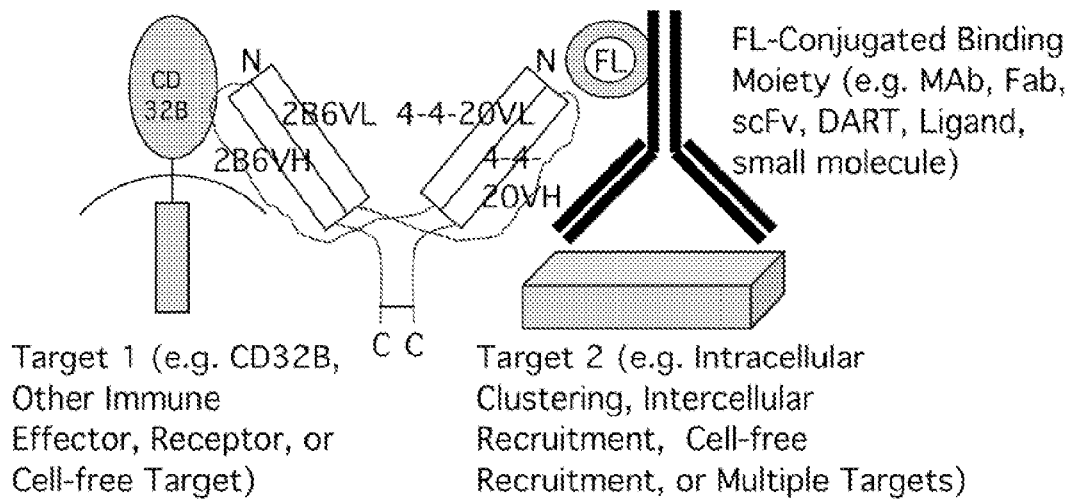 CD
32B
N
2B6VL
2B6VH
N
4-4-20VL
4-4-
20VH
FL
FL-Conjugated Binding
Moiety (e.g. MAb, Fab,
scFv, DART, Ligand,
small molecule)
C C
Target 1 (e.g. CD32B,
Other Immune
Effector, Receptor, or
Cell-free Target)
Target 2 (e.g. Intracellular
Clustering, Intercellular
Recruitment, Cell-free
Recruitment, or Multiple Targets)